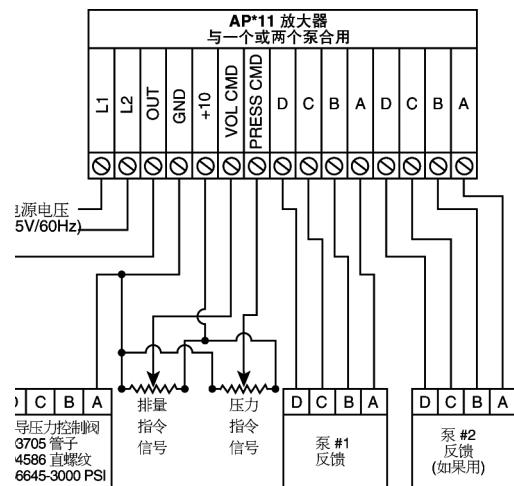 AP*11 放大器
与一个或两个泵合用
L1 L2 OUT GND +10 VOL CMD PRESS CMD D C B A D C B A
源电压
5V/60Hz)
C B A
D C B A
D C B A
导压力控制阀
3705 管子
4586 直螺纹
6645-3000 PSI
排量
指令
信号
压力
指令
信号
泵 #1
反馈
泵 #2
反馈
(如果用)